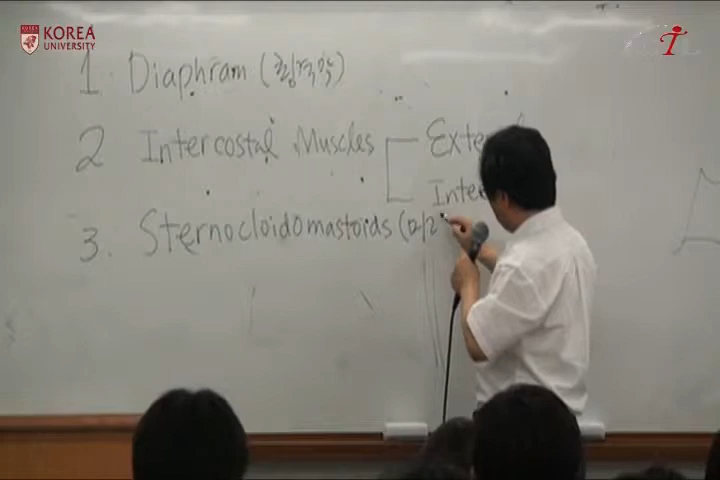 KOREA
UNIVERSITY
1. Diaphram (횡격막)
2 Intercostal Muscles
3. Sternocloidomastoids